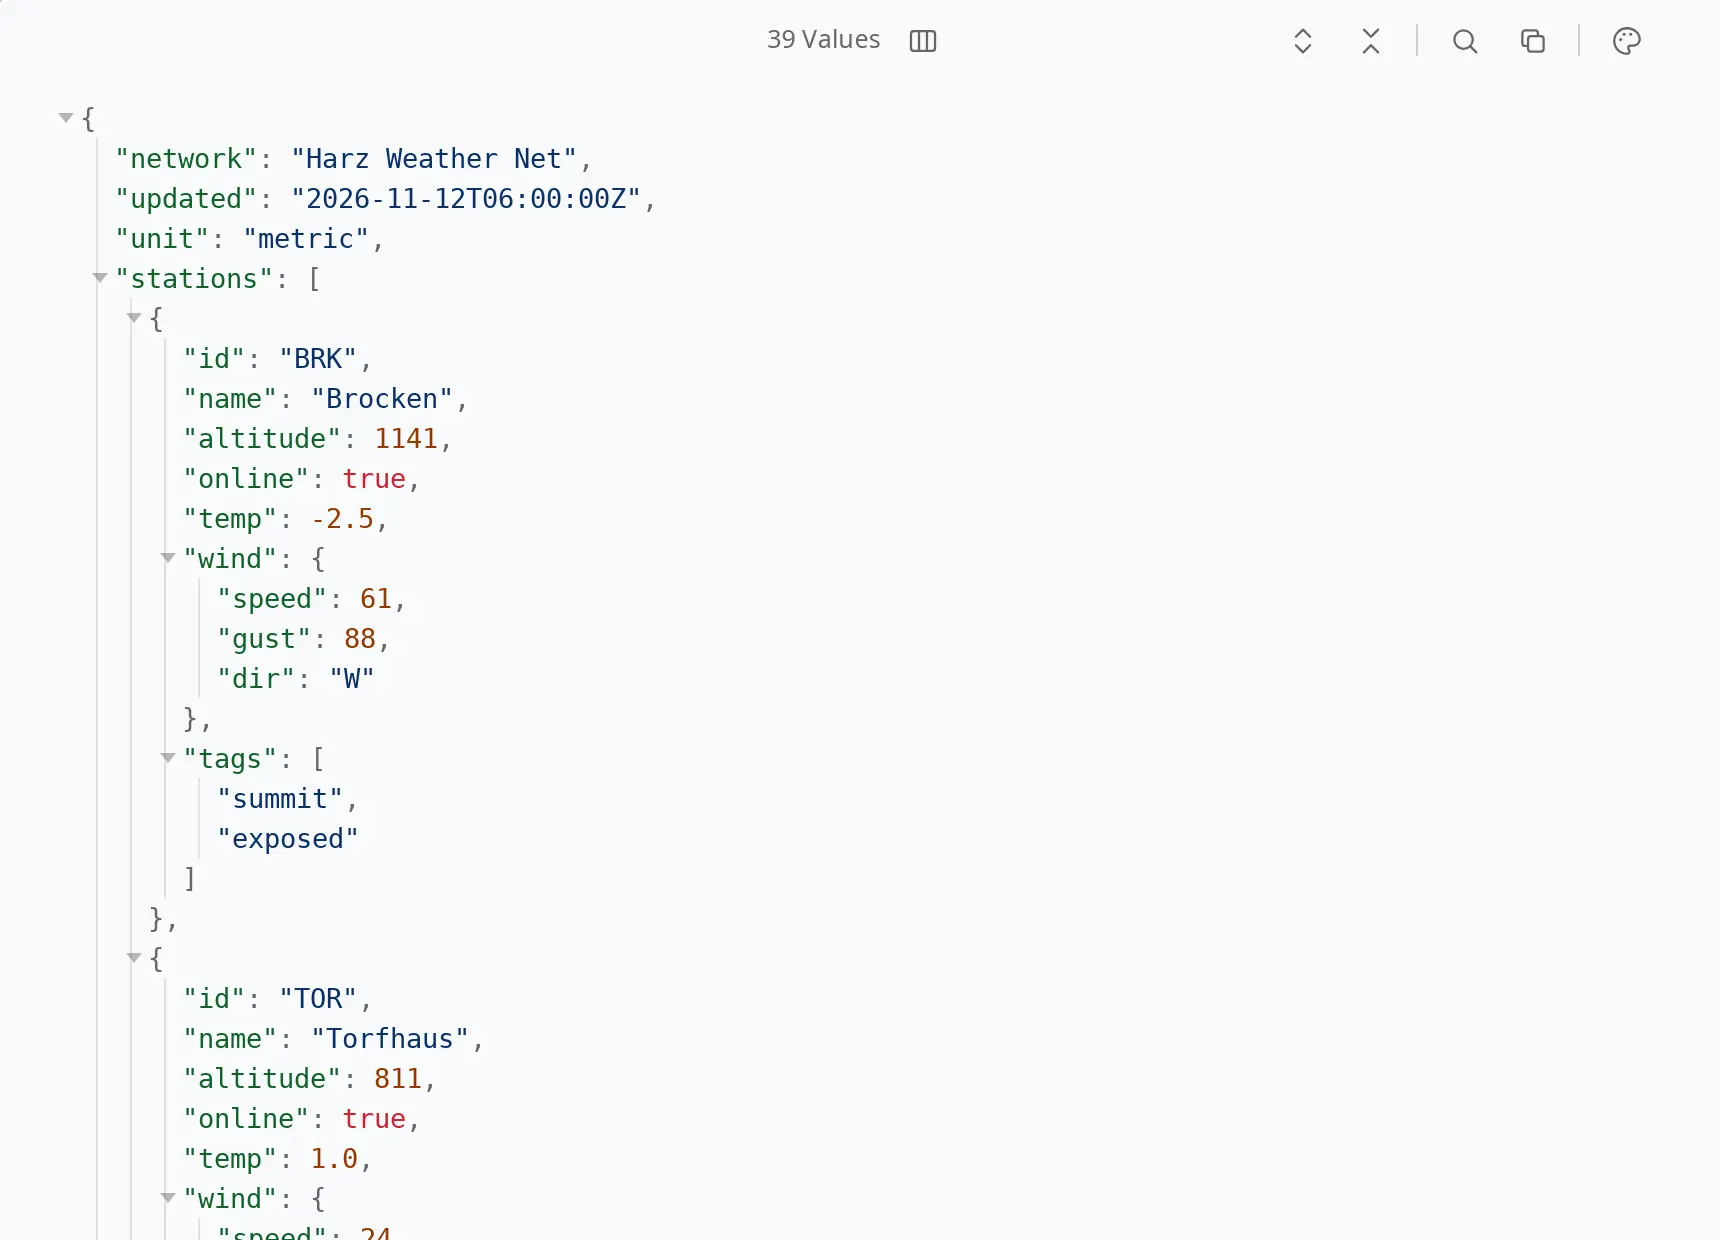 39 Values
{
"network": "Harz Weather Net",
"updated": "2026-11-12T06:00:00Z",
"unit": "metric",
"stations": [
{
"id": "BRK",
"name": "Brocken",
"altitude": 1141,
"online": true,
"temp": -2.5,
"wind": {
"speed": 61,
"gust": 88,
"dir": "W"
},
"tags": [
"summit",
"exposed"
]
},
{
"id": "TOR",
"name": "Torfhaus",
"altitude": 811,
"online": true,
"temp": 1.0,
"wind": {
"speed": 24